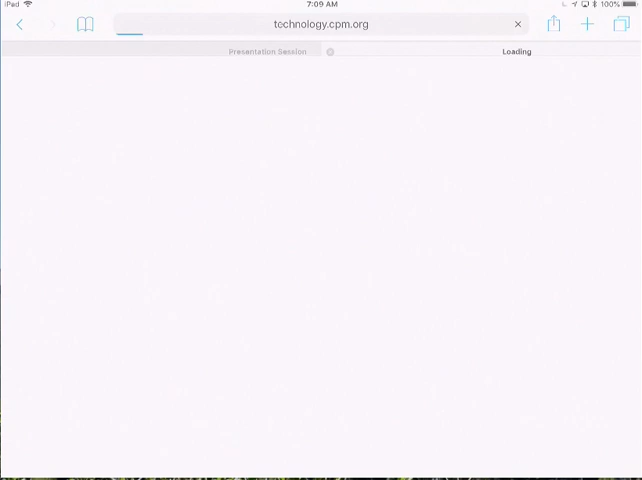 iPad 7:09 AM 100%
technology.cpm.org
Presentation Session Loading